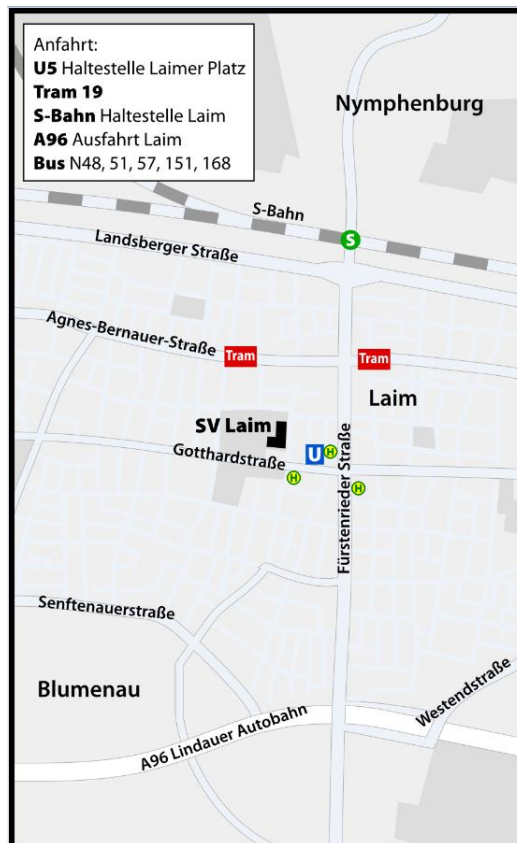 Anfahrt:
U5 Haltestelle Laimer Platz
Tram 19
S-Bahn Haltestelle Laim
A96 Ausfahrt Laim
Bus N48, 51, 57, 151, 168
Nymphenburg
S-Bahn
S
Landsberger Straße
Agnes-Bernauer-Straße
Tram
Tram
Laim
SV Laim
Gotthardstraße
U
H
H
H
Fürstenrieder Straße
Senftenauerstraße
Blumenau
Westendstraße
A96 Lindauer Autobahn